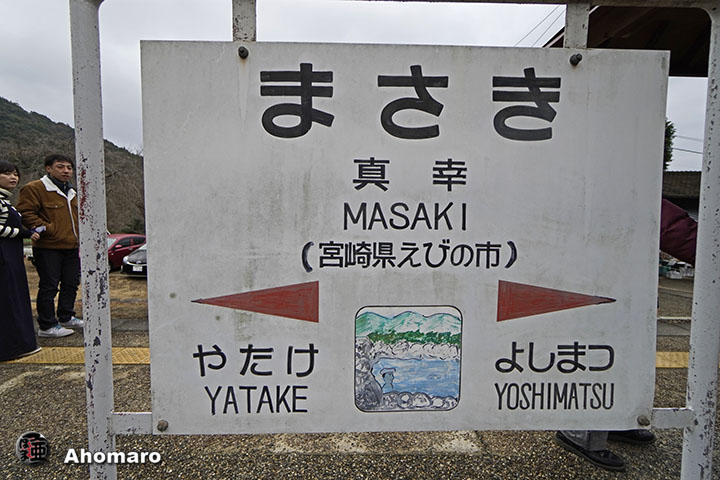 まさき
真幸
MASAKI
(宮崎県えびの市)
やたけ
YATAKE
よしまつ
YOSHIMATSU
Ahomaro